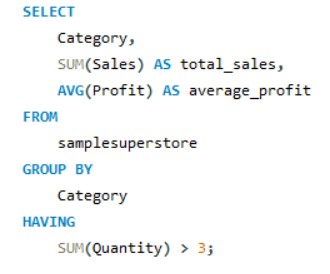 SELECT
    Category,
    SUM(Sales) AS total_sales,
    AVG(Profit) AS average_profit
FROM
    samplesuperstore
GROUP BY
    Category
HAVING
    SUM(Quantity) > 3;